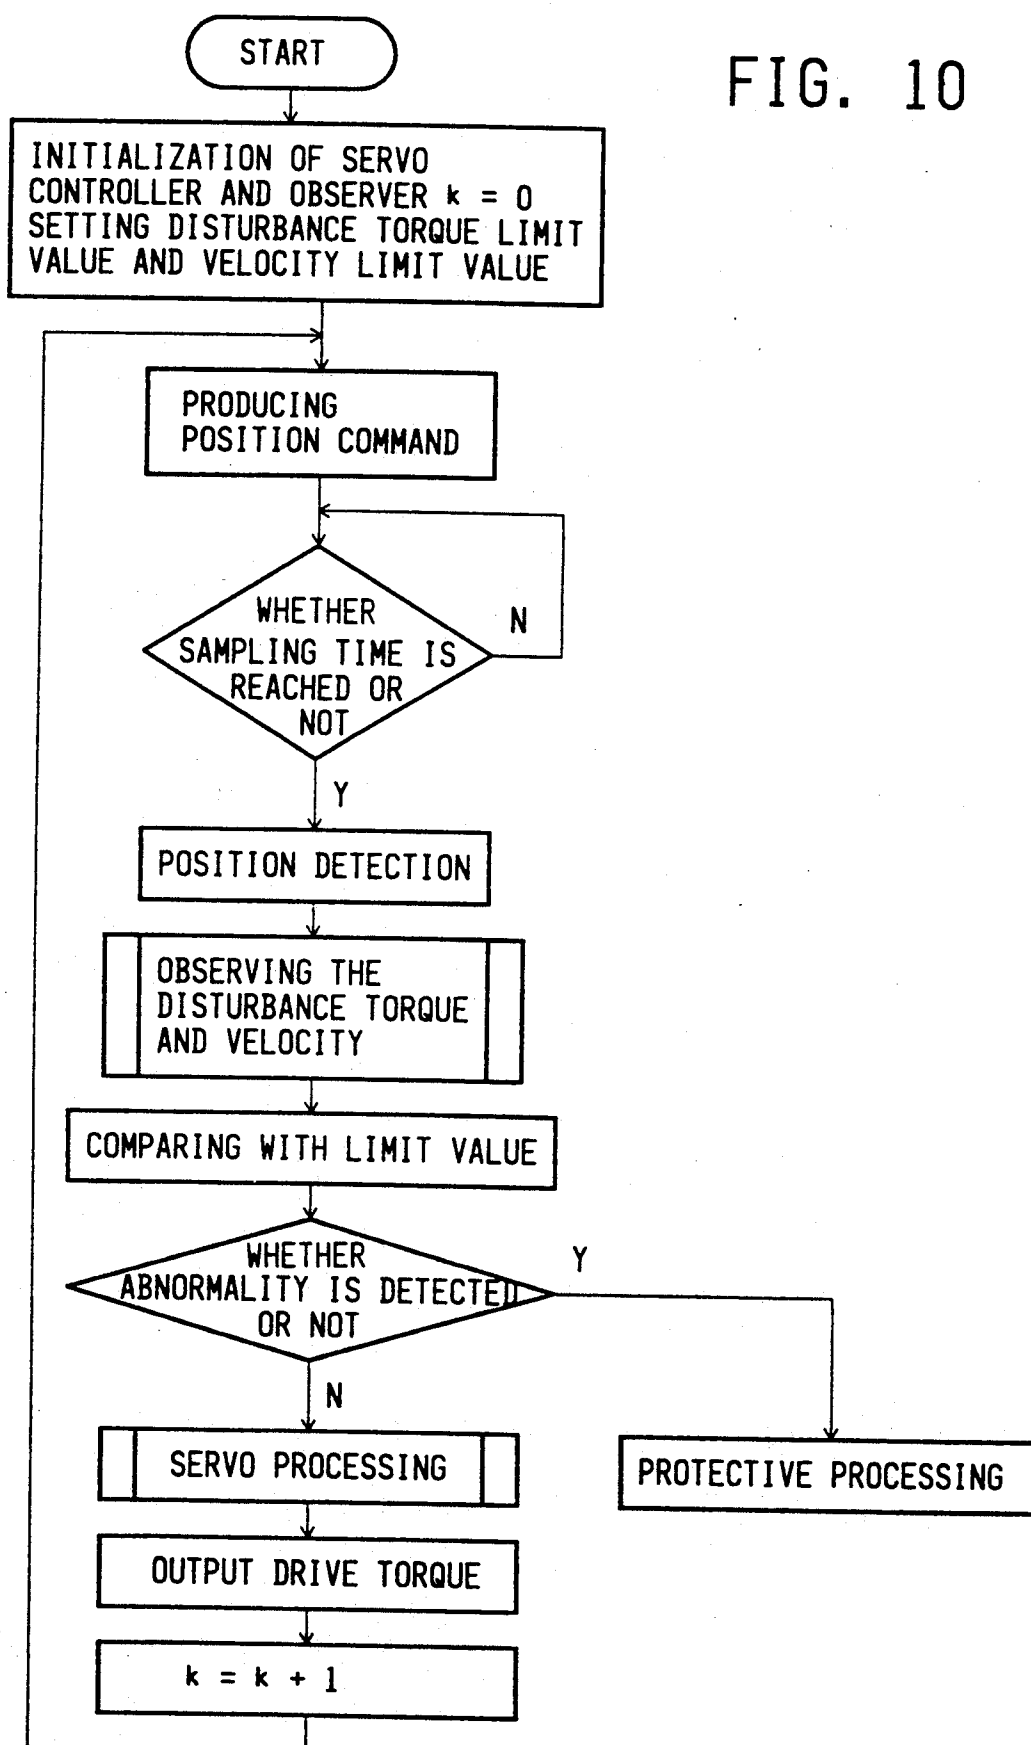 START
FIG. 10
INITIALIZATION OF SERVO
CONTROLLER AND OBSERVER k = 0
SETTING DISTURBANCE TORQUE LIMIT
VALUE AND VELOCITY LIMIT VALUE
PRODUCING
POSITION COMMAND
WHETHER
SAMPLING TIME IS
REACHED OR
NOT
N
Y
POSITION DETECTION
OBSERVING THE
DISTURBANCE TORQUE
AND VELOCITY
COMPARING WITH LIMIT VALUE
WHETHER
ABNORMALITY IS DETECTED
OR NOT
Y
N
SERVO PROCESSING
PROTECTIVE PROCESSING
OUTPUT DRIVE TORQUE
k = k + 1